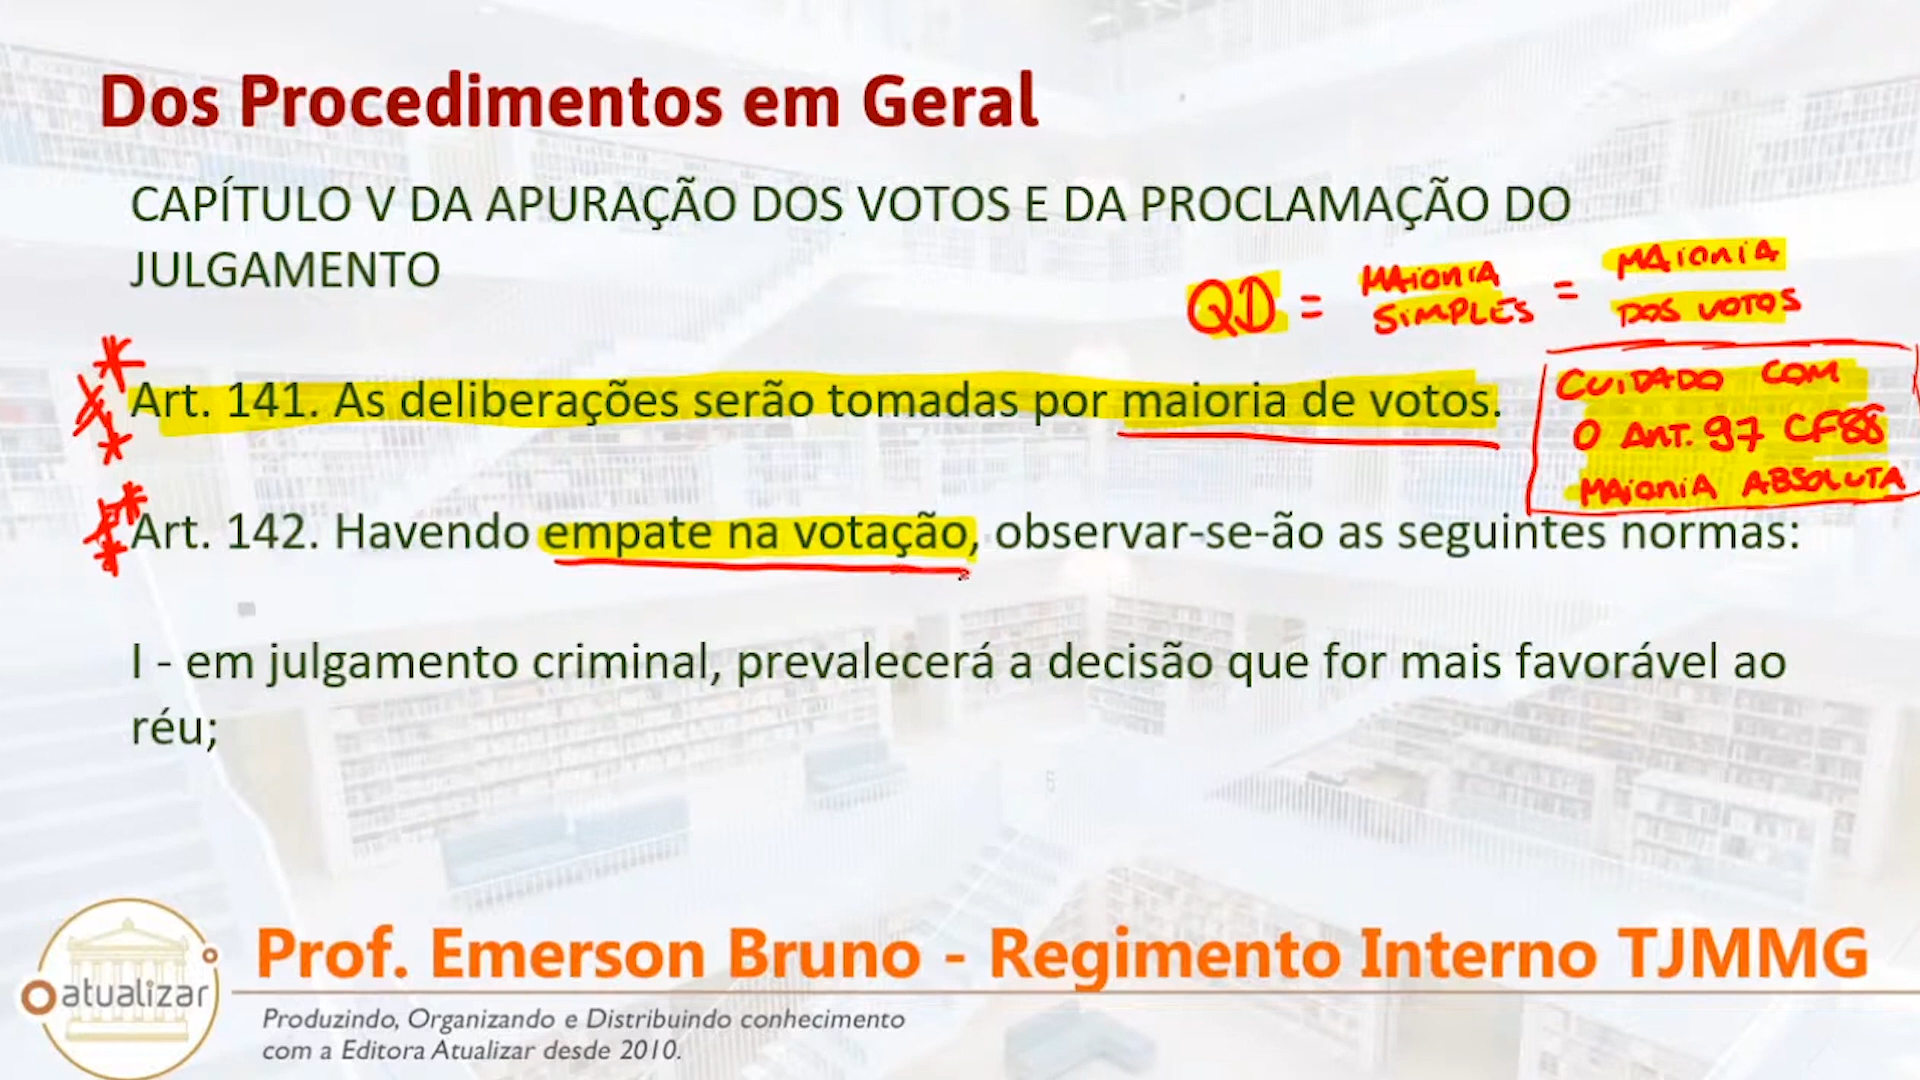 Dos Procedimentos em Geral
CAPÍTULO V DA APURAÇÃO DOS VOTOS E DA PROCLAMAÇÃO DO
JULGAMENTO
QD = MAIORIA SIMPLES = MAIORIA DOS VOTOS
Art. 141. As deliberações serão tomadas por maioria de votos.
CUIDADO COM
O ART. 97 CF88
MAIORIA ABSOLUTA
Art. 142. Havendo empate na votação, observar-se-ão as seguintes normas:
I - em julgamento criminal, prevalecerá a decisão que for mais favorável ao
réu;
6
atualizar
Prof. Emerson Bruno - Regimento Interno TJMMG
Produzindo, Organizando e Distribuindo conhecimento
com a Editora Atualizar desde 2010.